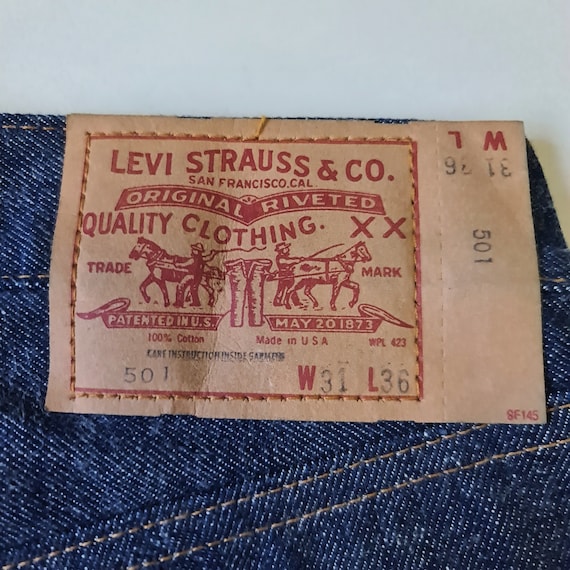 LEVI STRAUSS & CO.
SAN FRANCISCO, CAL.
ORIGINAL RIVETED
QUALITY CLOTHING. XX
TRADE MARK
PATENTED IN U.S. MAY 20 1873
100% Cotton Made in U S A WPL 423
CARE INSTRUCTION INSIDE GARMENT
501 W31 L36
W L
31 36
501
SF145